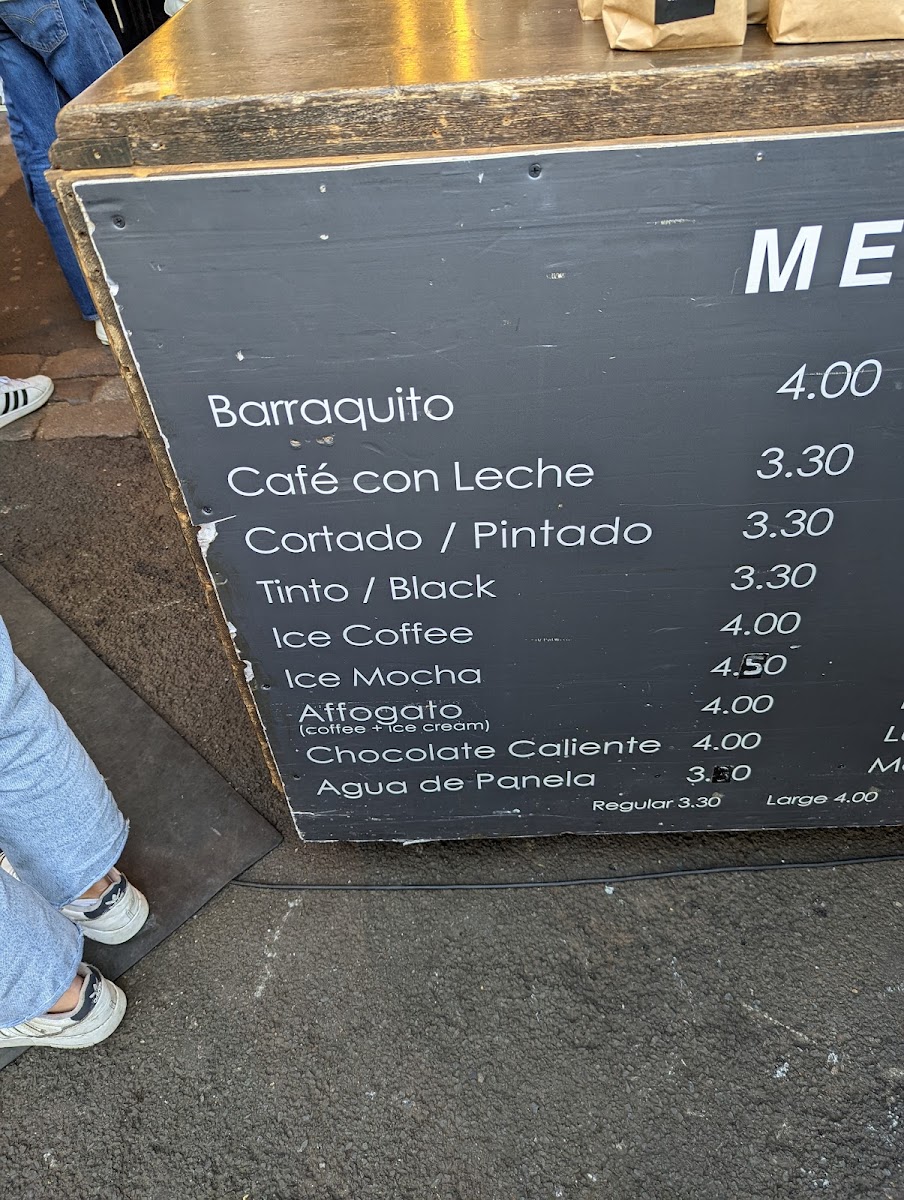 ME
Barraquito 4.00
Café con Leche 3.30
Cortado / Pintado 3.30
Tinto / Black 3.30
Ice Coffee 4.00
Ice Mocha 4.50
Affogato 4.00
(coffee + ice cream)
Chocolate Caliente 4.00
Agua de Panela
Regular 3.30 Large 4.00